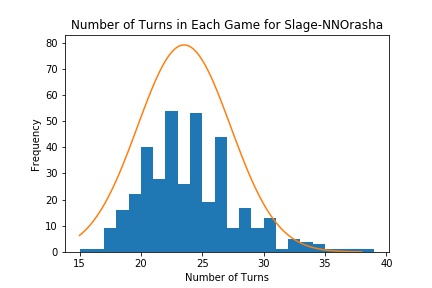 Number of Turns in Each Game for Slage-NNOrasha
80
70
60
50
40
30
20
10
0
Frequency
15 20 25 30 35 40
Number of Turns